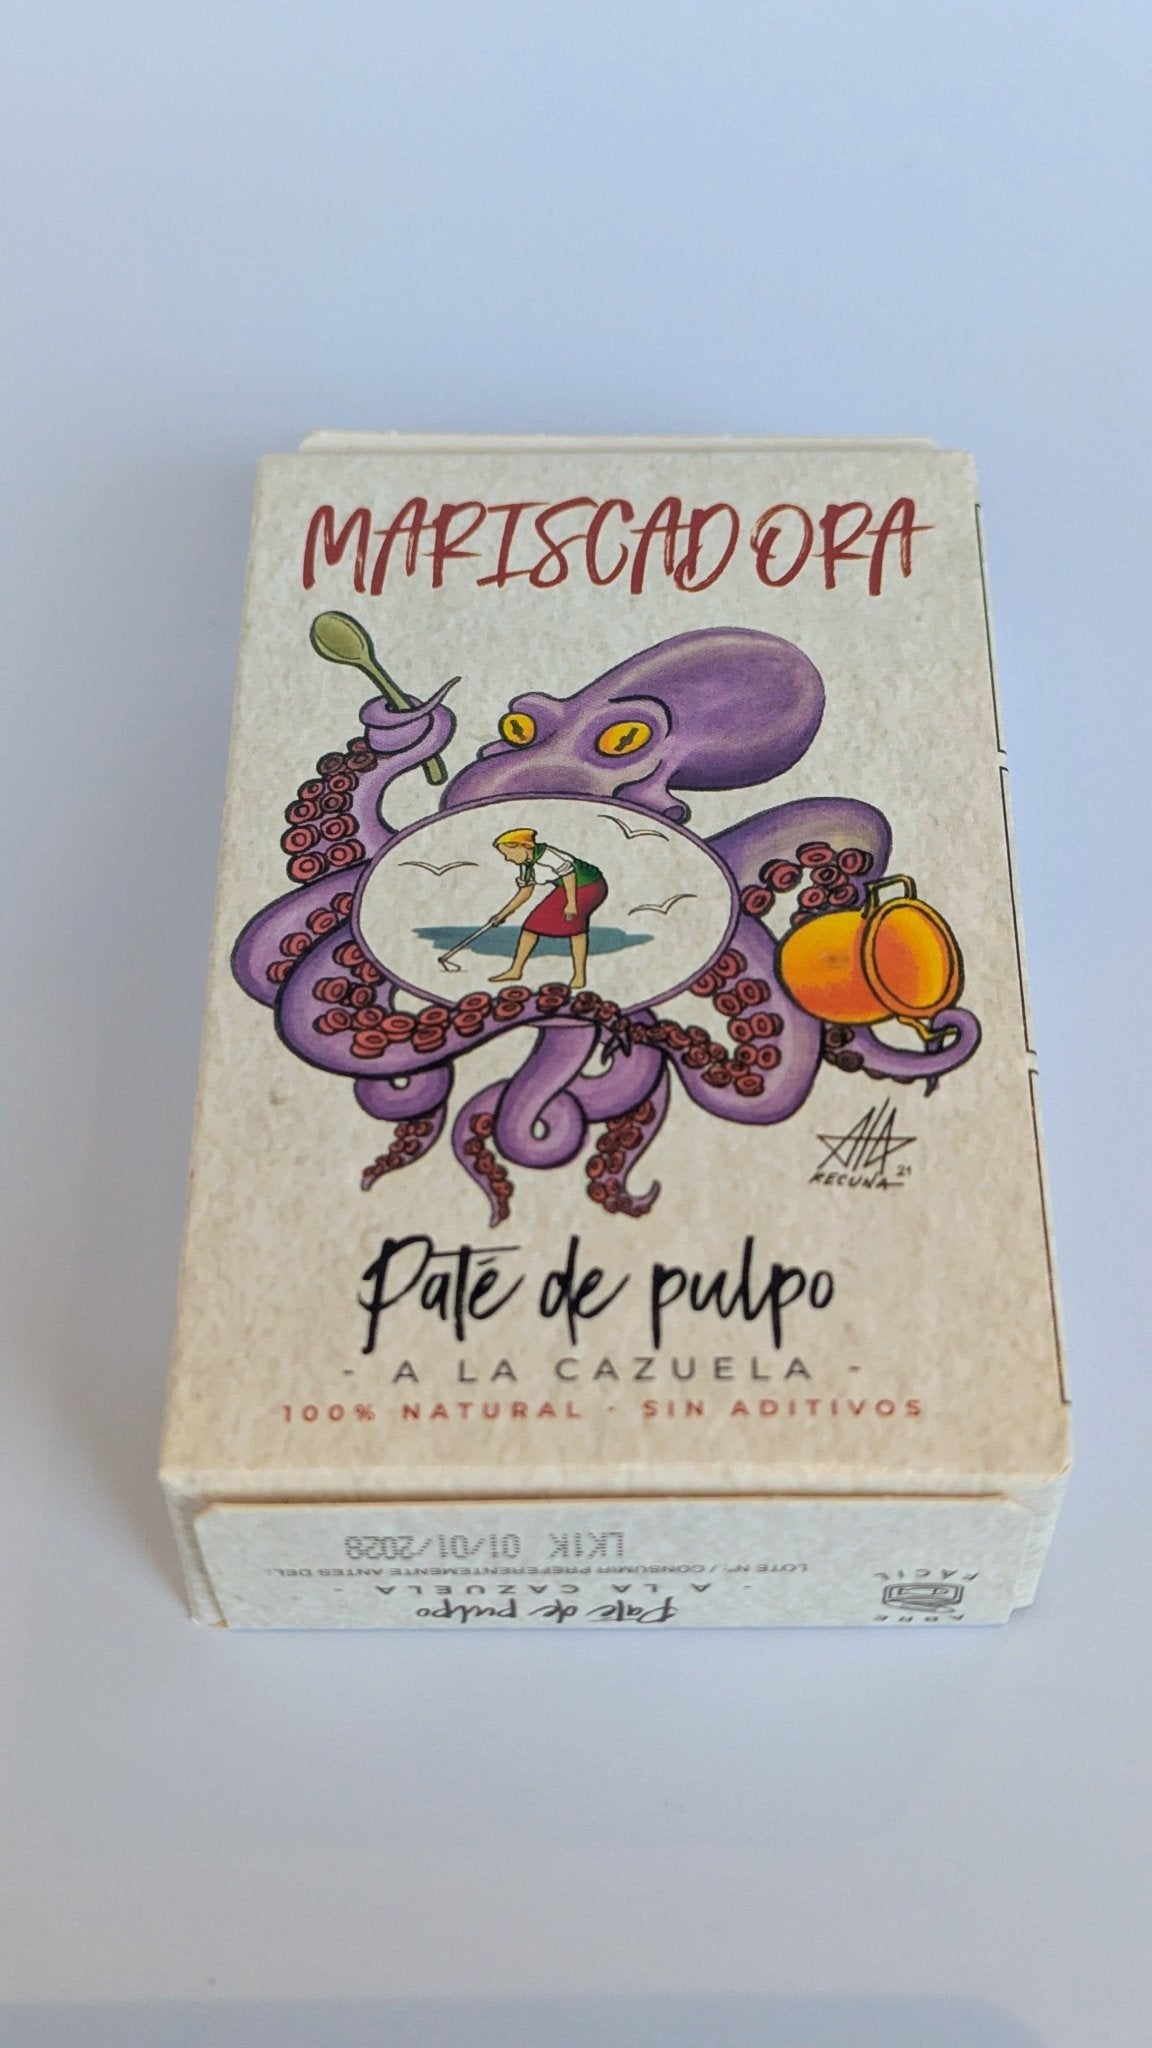 MARISCADORA
RECUNA 21
Paté de pulpo
- A LA CAZUELA -
100% NATURAL - SIN ADITIVOS
Paté de pulpo
- A LA CAZUELA -
LOTE Nº: / CONSUMIR PREFERENTEMENTE ANTES DEL:
LK1K 01/01/2028
ABRE
FÁCIL